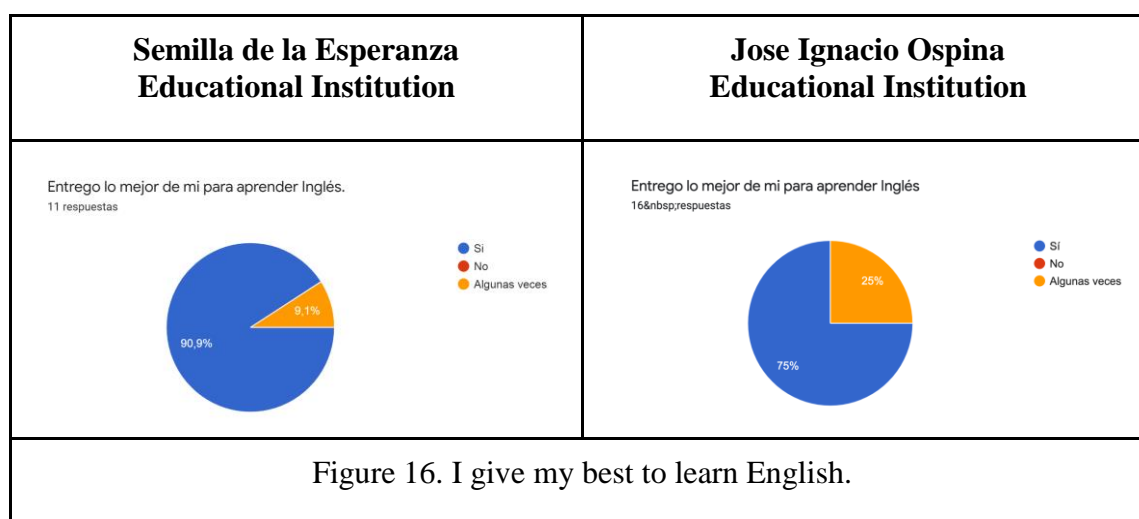 Semilla de la Esperanza
Educational Institution
Jose Ignacio Ospina
Educational Institution
Entrego lo mejor de mi para aprender Inglés.
11 respuestas
Si
No
Algunas veces
9,1%
90,9%
Entrego lo mejor de mi para aprender Inglés
16&nbsp;respuestas
Sí
No
Algunas veces
25%
75%
Figure 16. I give my best to learn English.